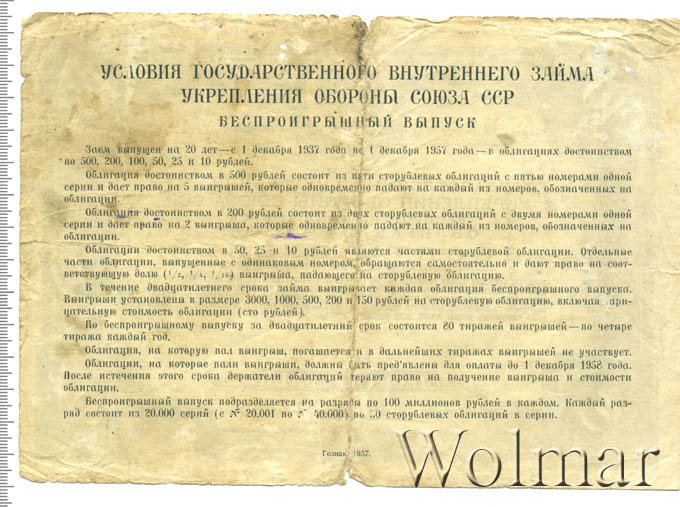 УСЛОВИЯ ГОСУДАРСТВЕННОГО ВНУТРЕННЕГО ЗАЙМА
УКРЕПЛЕНИЯ ОБОРОНЫ СОЮЗА ССР
БЕСПРОИГРЫШНЫЙ ВЫПУСК
Заем выпущен на 20 лет—с 1 декабря 1937 года по 1 декабря 1957 года—в облигациях достоинством
по 500, 200, 100, 50, 25 и 10 рублей.
Облигация достоинством в 500 рублей состоит из пяти сторублевых облигаций с пятью номерами одной
серии и дает право на 5 выигрышей, которые одновременно падают на каждый из номеров, обозначенных на
облигации.
Облигация достоинством в 200 рублей состоит из двух сторублевых облигаций с двумя номерами одной
серии и дает право на 2 выигрыша, которые одновременно падают на каждый из номеров, обозначенных на
облигации.
Облигации достоинством в 50, 25 и 10 рублей являются частями сторублевой облигации. Отдельные
части облигации, выпущенные с одинаковым номером, обращаются самостоятельно и дают право на соот-
ветствующую долю (1/2, 1/4, 1/10) выигрыша, падающего на сторублевую облигацию.
В течение двадцатилетнего срока займа выигрывает каждая облигация беспроигрышного выпуска.
Выигрыши установлены в размере 3000, 1000, 500, 200 и 150 рублей на сторублевую облигацию, включая нари-
цательную стоимость облигации (сто рублей).
По беспроигрышному выпуску за двадцатилетний срок состоится 80 тиражей выигрышей—по четыре
тиража каждый год.
Облигация, на которую пал выигрыш, погашается и в дальнейших тиражах выигрышей не участвует.
Облигации, на которые пали выигрыши, должны быть пред'явлены для оплаты до 1 декабря 1958 года.
После истечения этого срока держатели облигаций теряют право на получение выигрыша и стоимости
облигации.
Беспроигрышный выпуск подразделяется на разряды по 100 миллионов рублей в каждом. Каждый раз-
ряд состоит из 20.000 серий (с № 20.001 по № 40.000) по 50 сторублевых облигаций в серии.
Гознак. 1937.
Wolmar